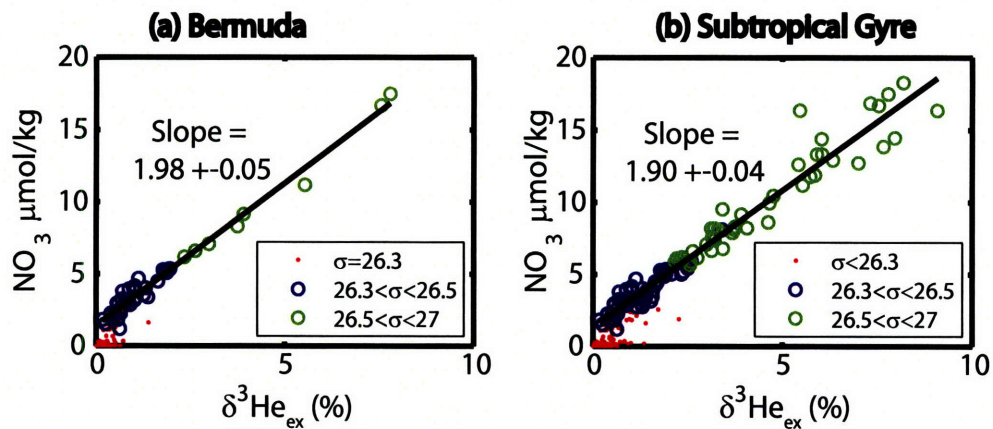 (a) Bermuda
20
15
10
5
0
NO3 μmol/kg
Slope =
1.98 +-0.05
σ=26.3
26.3<σ<26.5
26.5<σ<27
0
5
10
δ³Heex (%)
(b) Subtropical Gyre
20
15
10
5
0
NO3 μmol/kg
Slope =
1.90 +-0.04
σ<26.3
26.3<σ<26.5
26.5<σ<27
0
5
10
δ³Heex (%)